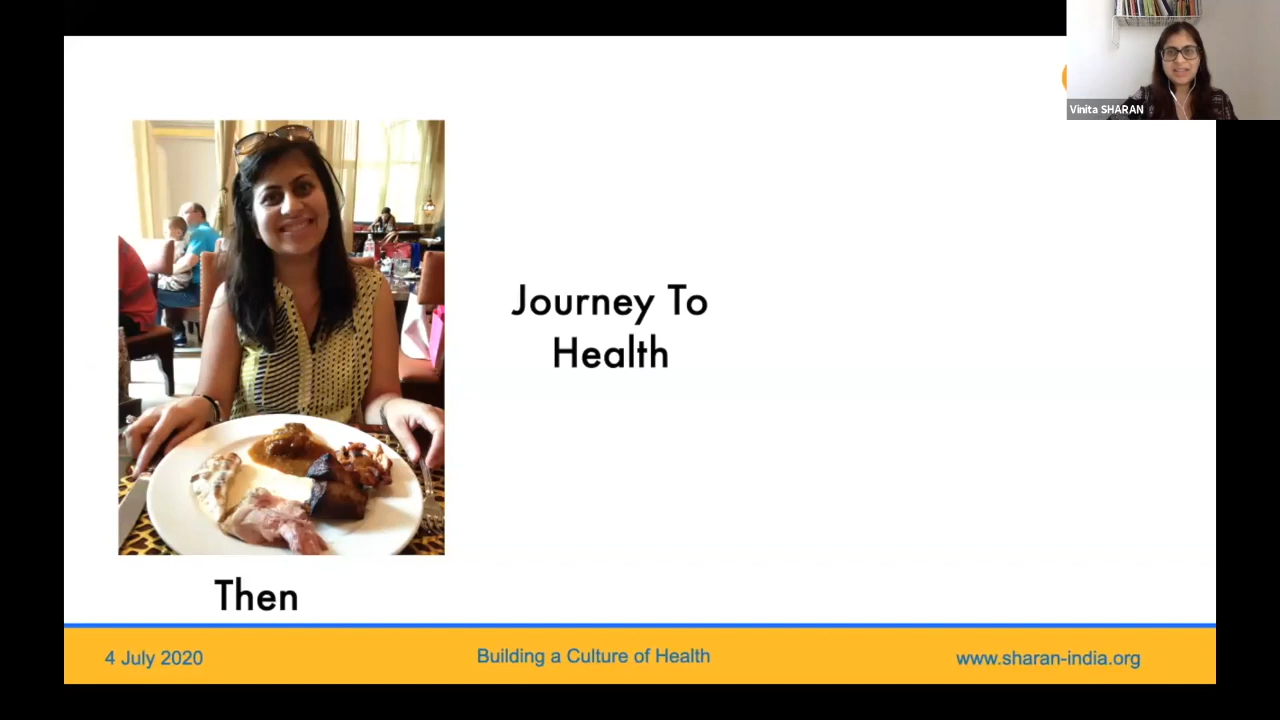 Vinita SHARAN
Journey To
Health
Then
4 July 2020
Building a Culture of Health
www.sharan-india.org